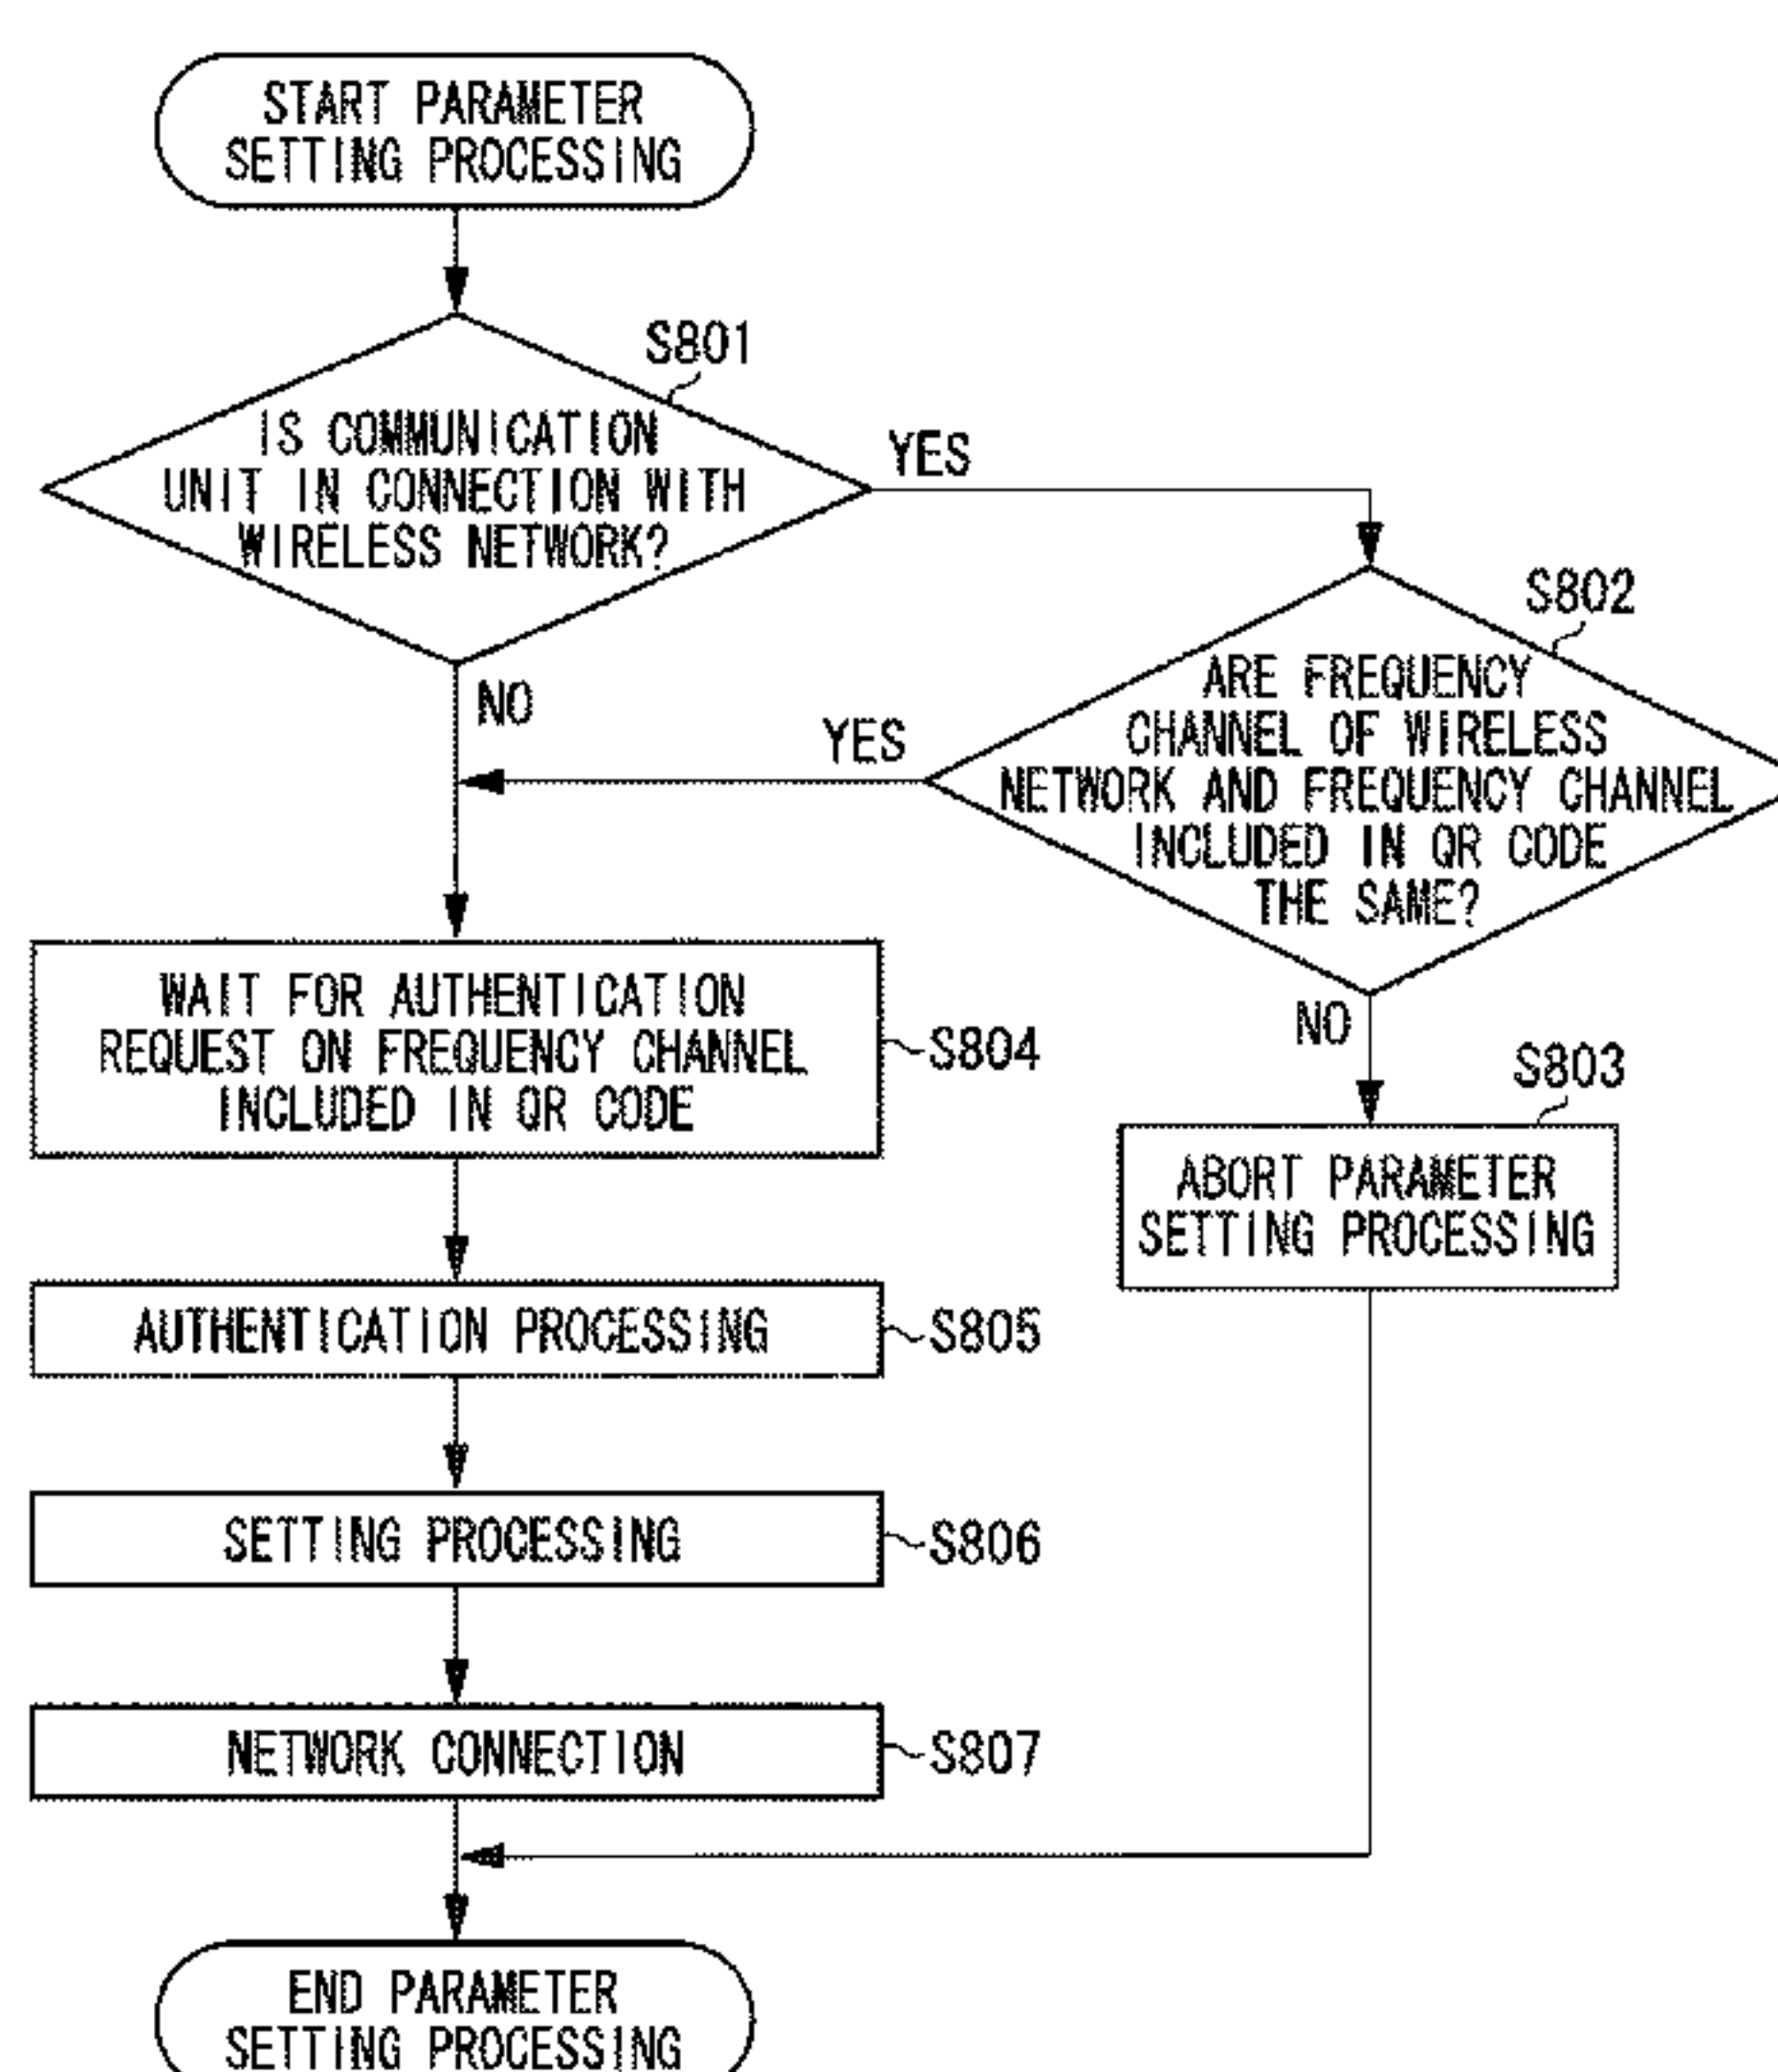 START PARAMETER
SETTING PROCESSING
S801
IS COMMUNICATION
UNIT IN CONNECTION WITH
WIRELESS NETWORK?
YES
NO
S802
ARE FREQUENCY
CHANNEL OF WIRELESS
NETWORK AND FREQUENCY CHANNEL
INCLUDED IN QR CODE
THE SAME?
YES
NO
S803
ABORT PARAMETER
SETTING PROCESSING
WAIT FOR AUTHENTICATION
REQUEST ON FREQUENCY CHANNEL
INCLUDED IN QR CODE
S804
AUTHENTICATION PROCESSING
S805
SETTING PROCESSING
S806
NETWORK CONNECTION
S807
END PARAMETER
SETTING PROCESSING